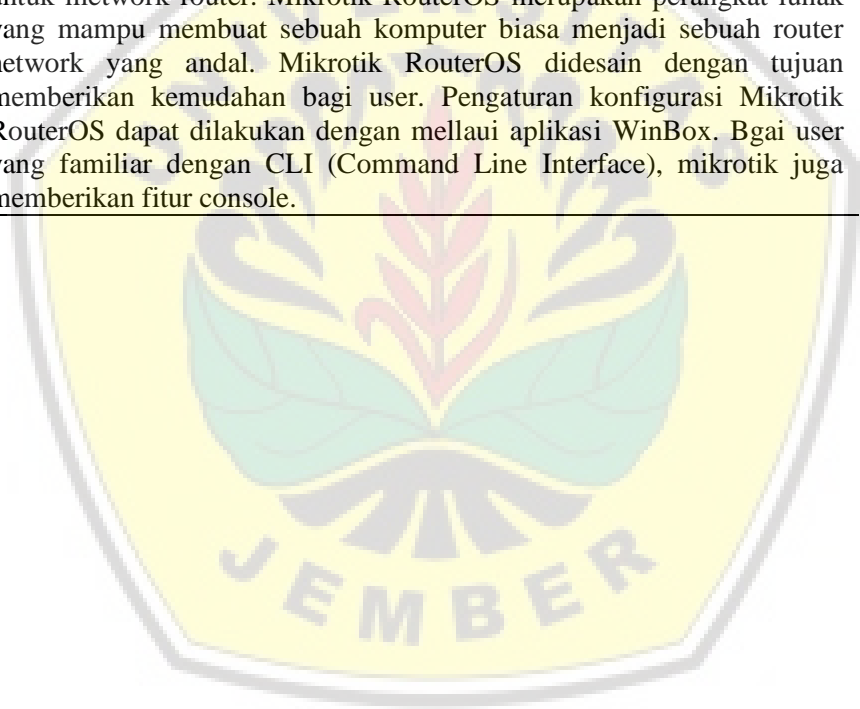 untuk router. Mikrotik RouterOS merupakan perangkat lunak
yang mampu membuat sebuah komputer biasa menjadi sebuah router
network yang andal. Mikrotik RouterOS didesain dengan tujuan
memberikan kemudahan bagi user. Pengaturan konfigurasi Mikrotik
RouterOS dapat dilakukan dengan mellaui aplikasi WinBox. Bgai user
yang familiar dengan CLI (Command Line Interface), mikrotik juga
memberikan fitur console.
UNIVERSITAS
JEMBER